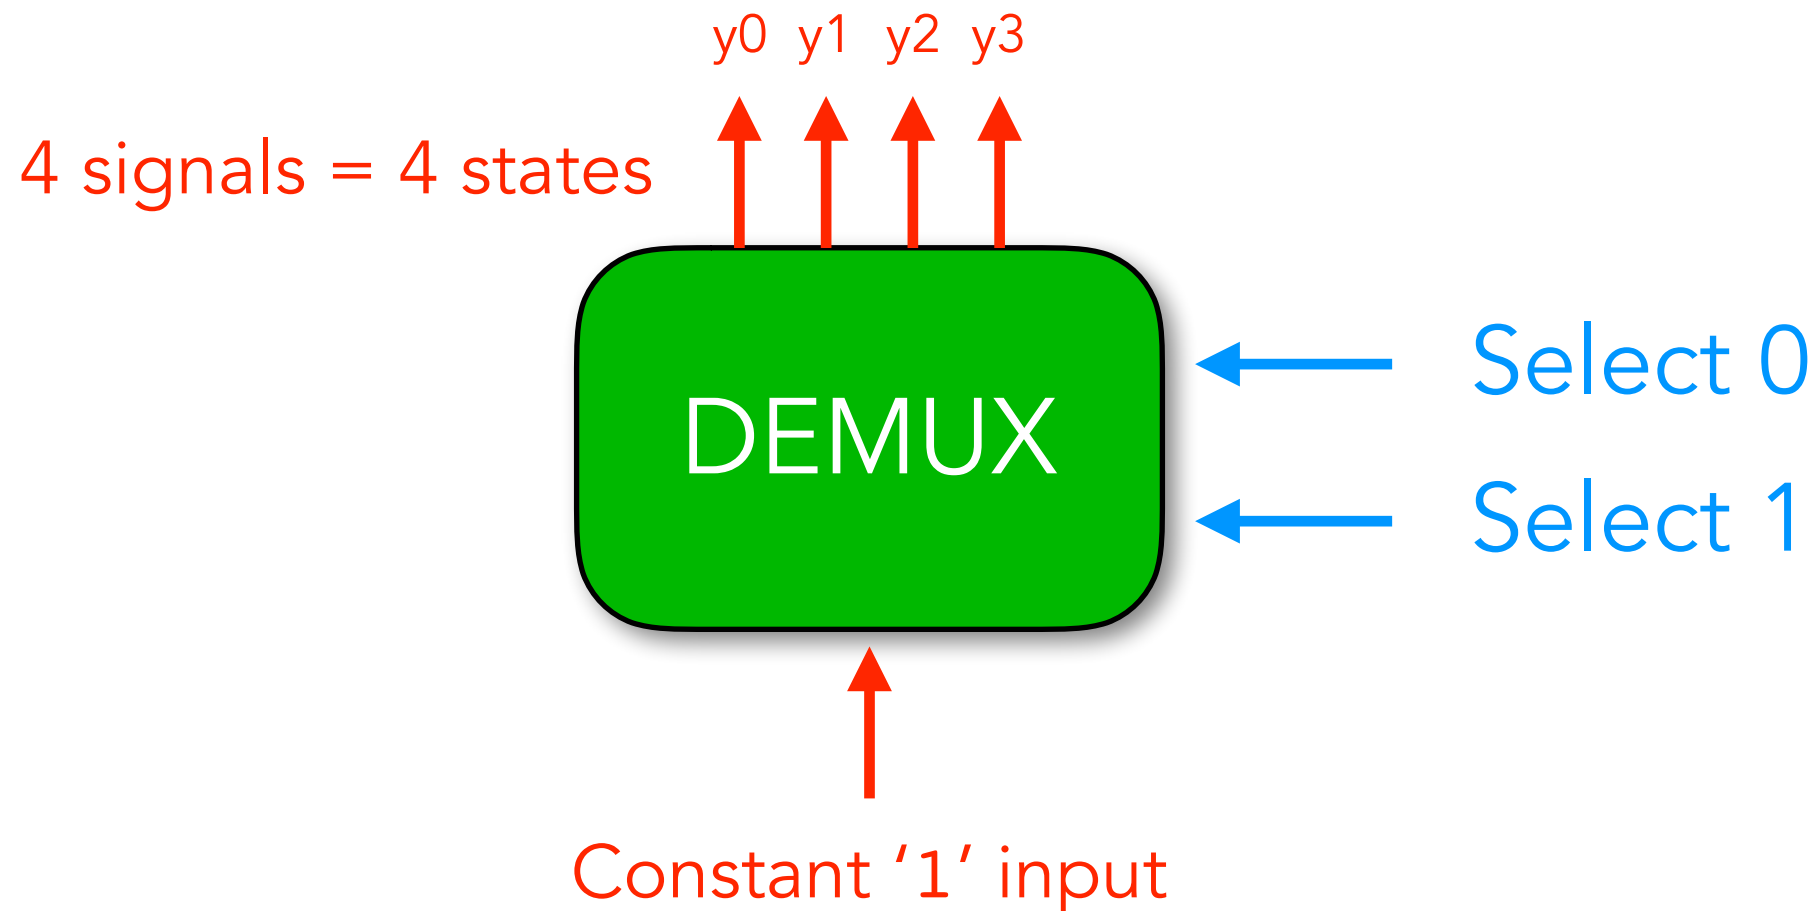 y0 y1 y2 y3
4 signals = 4 states
Select 0
DEMUX
Select 1
Constant ‘1’ input